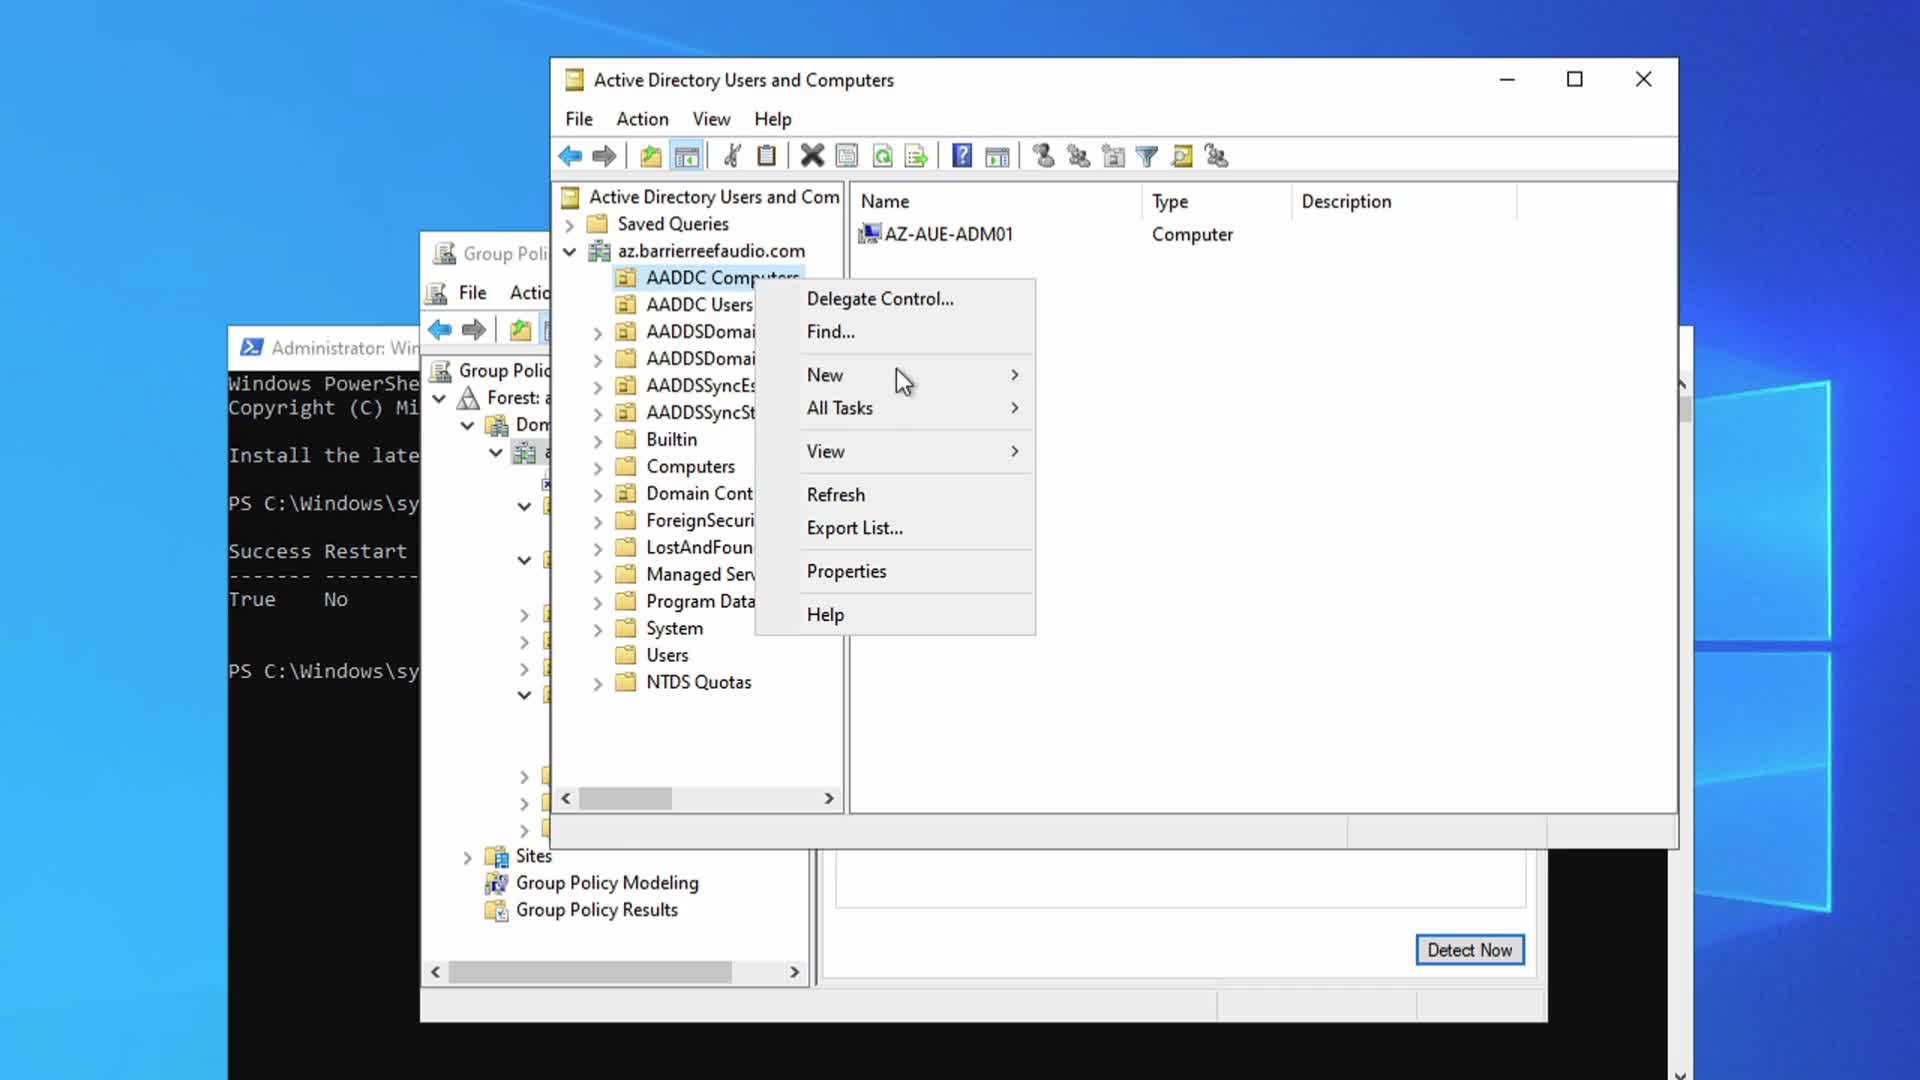 Active Directory Users and Computers
File Action View Help
Active Directory Users and Com
Saved Queries
az.barrierreefaudio.com
AADDC Computers
AADDC Users
AADDSDomai
AADDSDomai
AADDSSyncEs
AADDSSyncSt
Builtin
Computers
Domain Cont
ForeignSecuri
LostAndFoun
Managed Serv
Program Data
System
Users
NTDS Quotas
Name Type Description
AZ-AUE-ADM01 Computer
Delegate Control...
Find...
New
All Tasks
View
Refresh
Export List...
Properties
Help
Group Poli
File Actio
Group Polic
Forest: a
Dom
a
Sites
Group Policy Modeling
Group Policy Results
Detect Now
Administrator: Win
Windows PowerShe
Copyright (C) Mi
Install the late
PS C:\Windows\sy
Success Restart
------- --------
True No
PS C:\Windows\sy